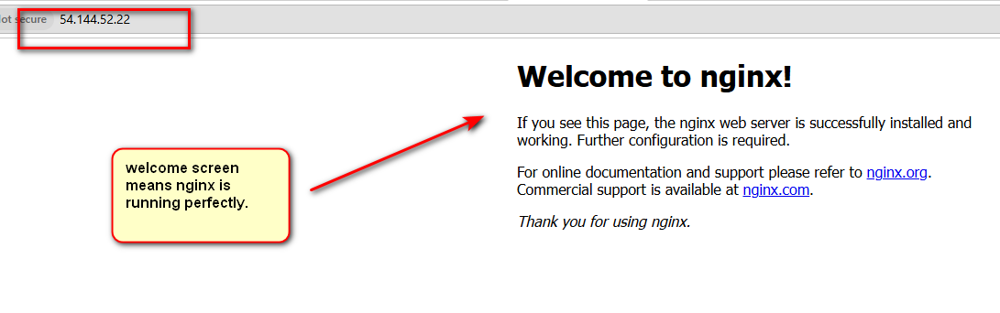 lot secure 54.144.52.22
Welcome to nginx!
If you see this page, the nginx web server is successfully installed and
working. Further configuration is required.
For online documentation and support please refer to nginx.org.
Commercial support is available at nginx.com.
Thank you for using nginx.
welcome screen
means nginx is
running perfectly.